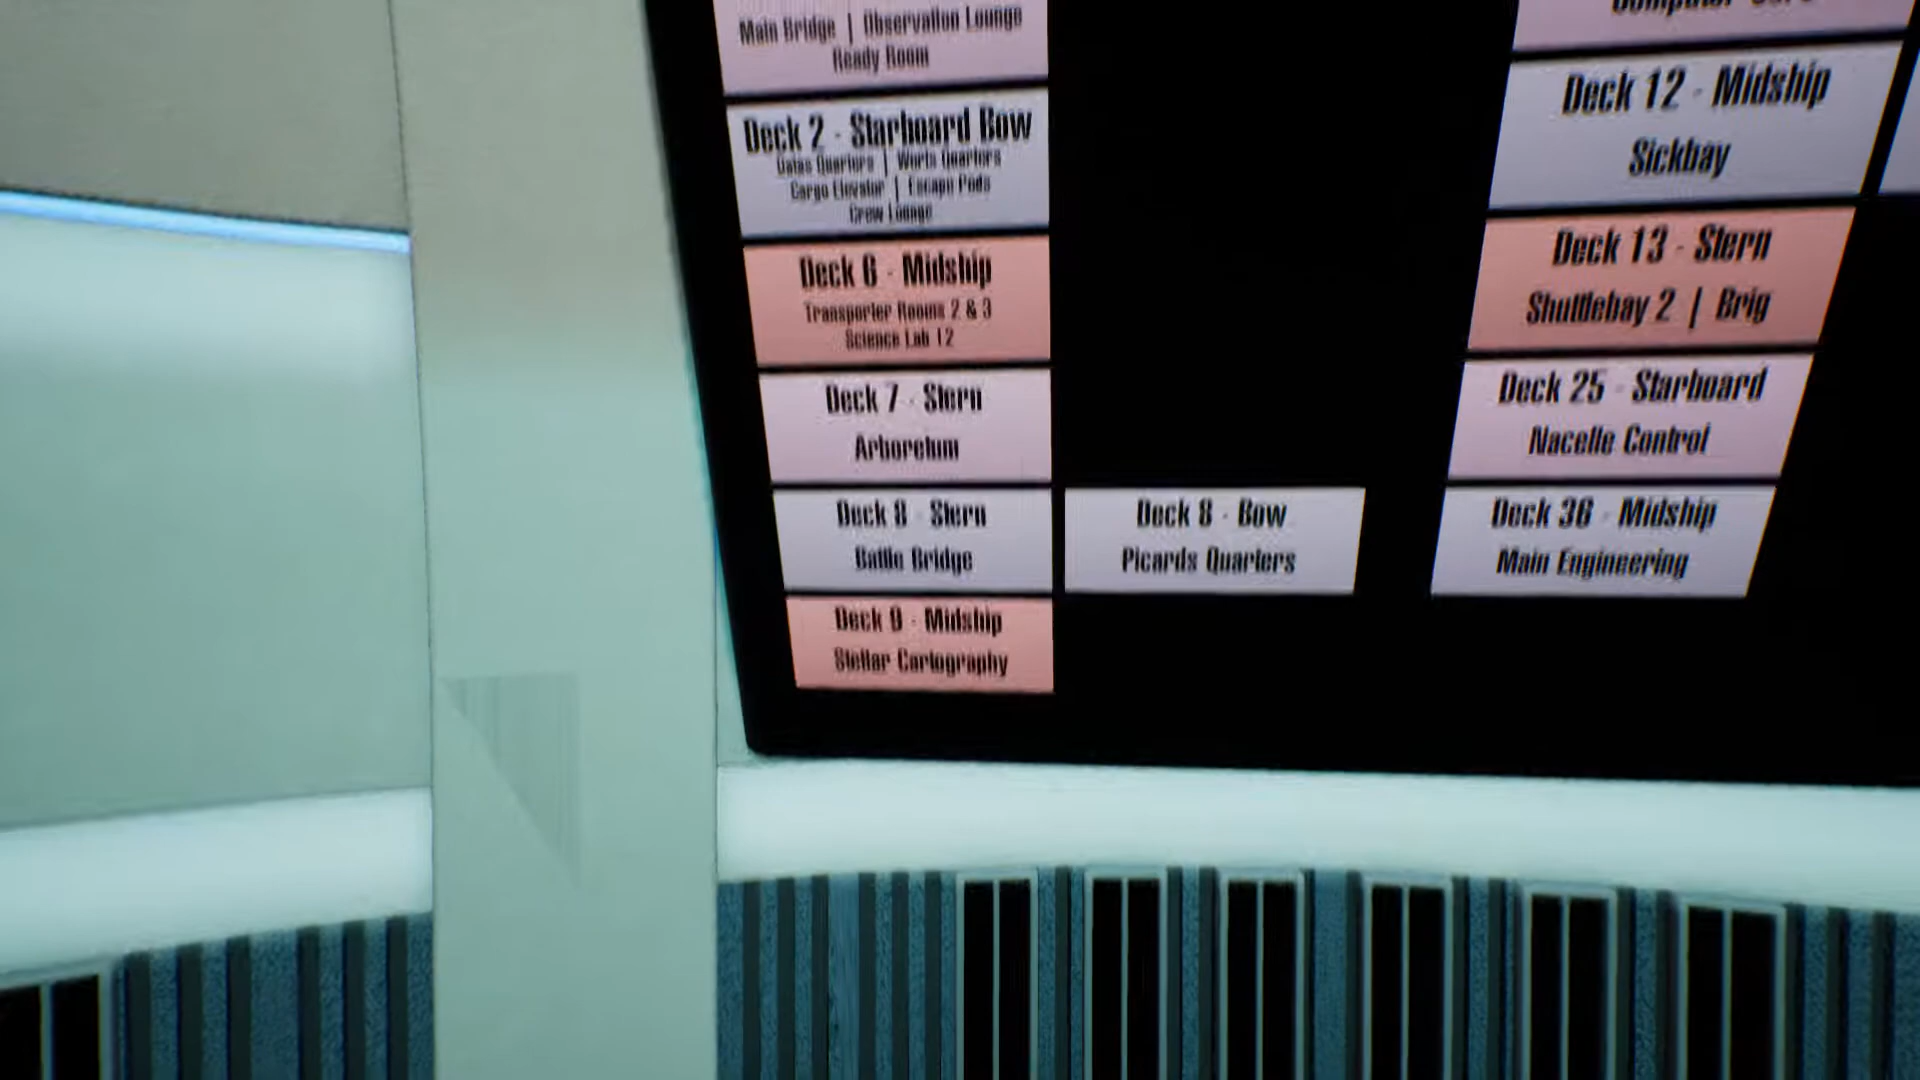 Main Bridge | Observation Lounge
Ready Room
Deck 2 - Starboard Bow
Datas Quarters | Worfs Quarters
Cargo Elevator | Escape Pods
Crew Lounge
Deck 6 - Midship
Transporter Rooms 2 & 3
Science Lab 12
Deck 7 - Stern
Arboretum
Deck 8 - Stern
Battle Bridge
Deck 9 - Midship
Stellar Cartography
Deck 8 - Bow
Picards Quarters
Deck 12 - Midship
Sickbay
Deck 13 - Stern
Shuttlebay 2 | Brig
Deck 25 - Starboard
Nacelle Control
Deck 36 - Midship
Main Engineering